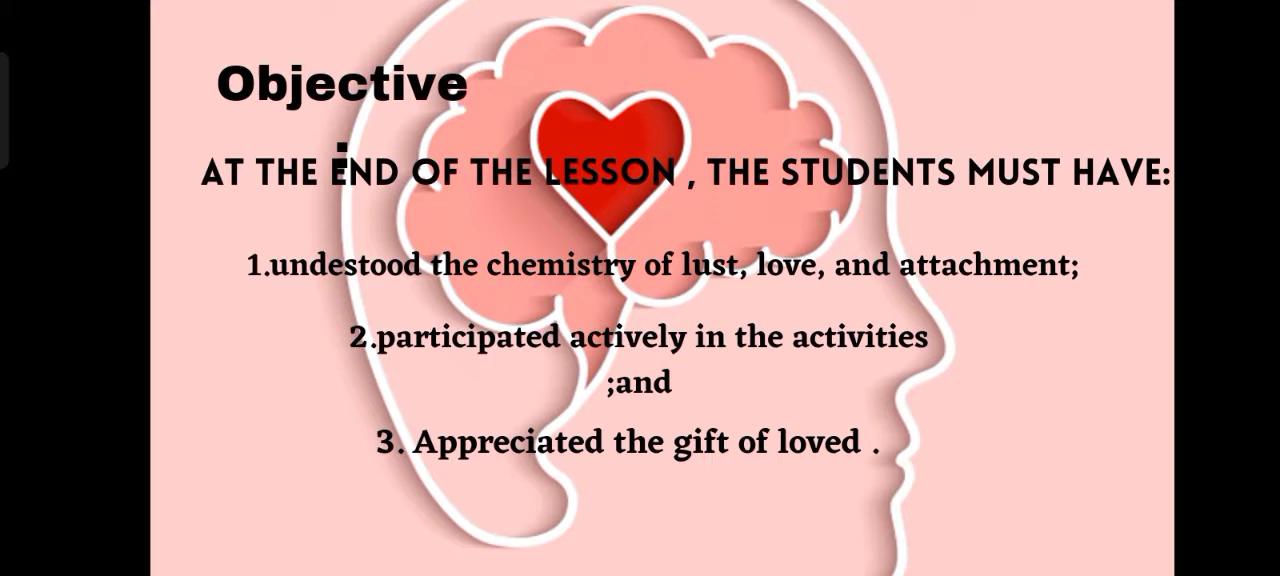 Objective
:
AT THE END OF THE LESSON , THE STUDENTS MUST HAVE:
1.undestood the chemistry of lust, love, and attachment;
2.participated actively in the activities
;and
3. Appreciated the gift of loved .